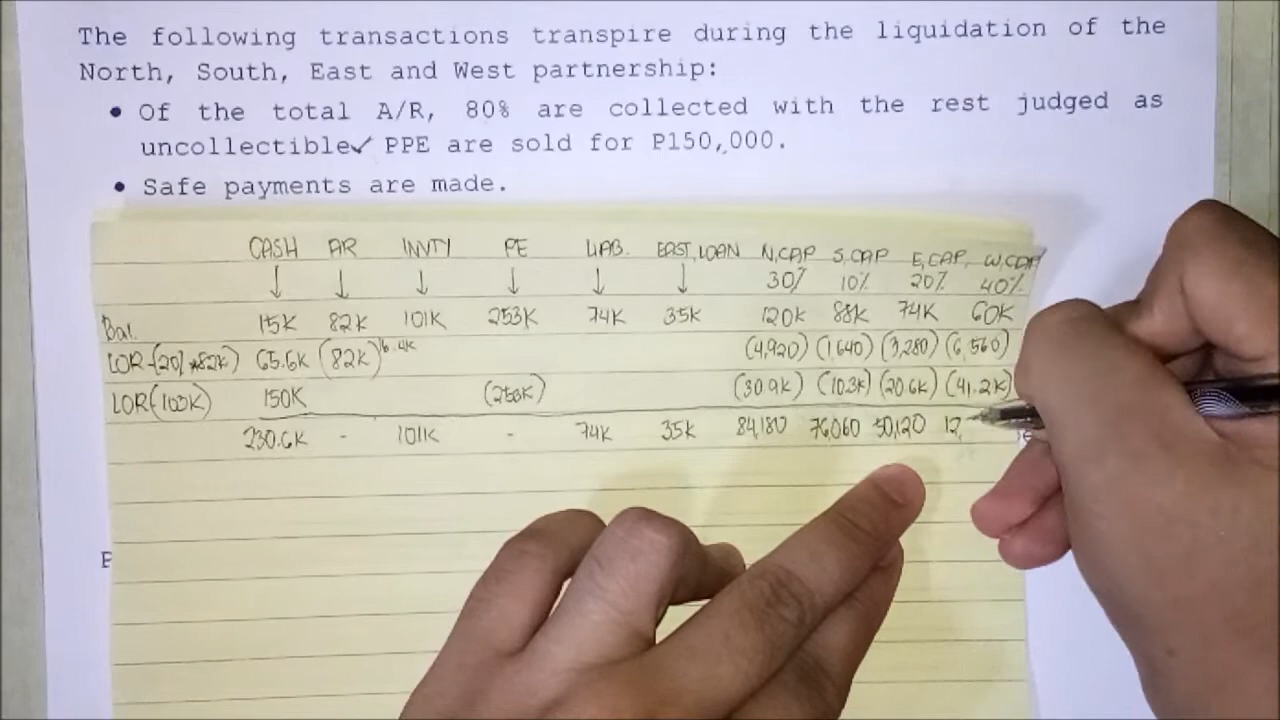 The following transactions transpire during the liquidation of the
North, South, East and West partnership:
• Of the total A/R, 80% are collected with the rest judged as
uncollectible✓ PPE are sold for P150,000.
• Safe payments are made.
CASH AR INVTY PE LIAB. EAST, LOAN N,CAP S,CAP E,CAP, W,CAP
↓ ↓ ↓ ↓ ↓ ↓ 30% 10% 20% 40%
Bal. 15K 82K 101K 253K 74K 35K 120K 88K 74K 60K
65.6K (82K) 16.4K (4,920) (1,640) (3,280) (6,560)
LOR (103K) 150K (253K) (30.9K) (10.3K) (20.6K) (41.2K)
230.6K - 101K - 74K 35K 84,180 76,060 50,120 12,